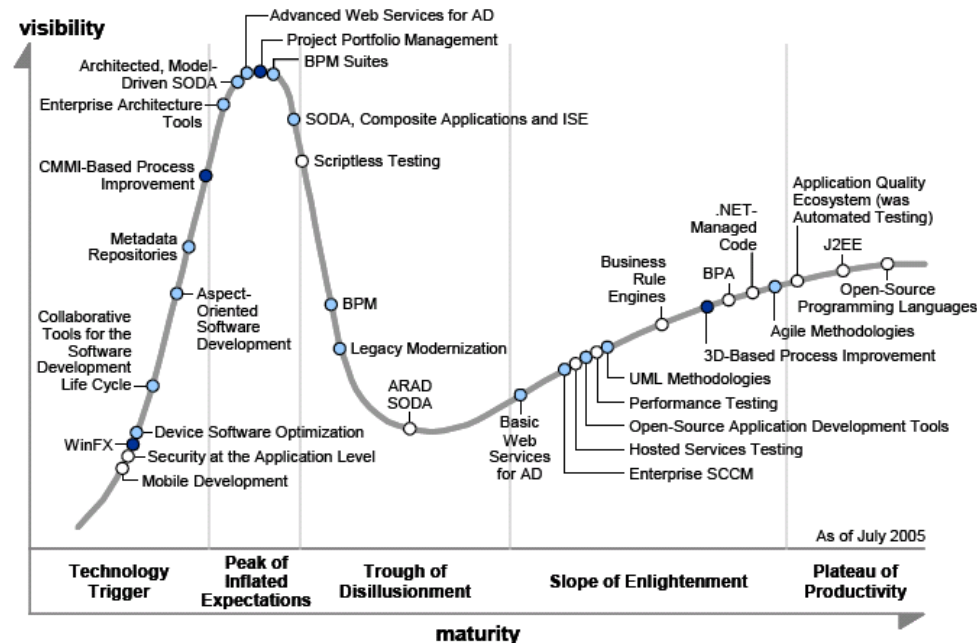 visibility
Advanced Web Services for AD
Project Portfolio Management
BPM Suites
Architected, Model-
Driven SODA
Enterprise Architecture
Tools
SODA, Composite Applications and ISE
Scriptless Testing
CMMI-Based Process
Improvement
Metadata
Repositories
Aspect-
Oriented
Software
Development
Collaborative
Tools for the
Software
Development
Life Cycle
WinFX
Device Software Optimization
Security at the Application Level
Mobile Development
BPM
Legacy Modernization
ARAD
SODA
Basic
Web
Services
for AD
Business
Rule
Engines
BPA
.NET-
Managed
Code
Application Quality
Ecosystem (was
Automated Testing)
J2EE
Open-Source
Programming Languages
Agile Methodologies
3D-Based Process Improvement
UML Methodologies
Performance Testing
Open-Source Application Development Tools
Hosted Services Testing
Enterprise SCCM
As of July 2005
Technology
Trigger
Peak of
Inflated
Expectations
Trough of
Disillusionment
Slope of Enlightenment
Plateau of
Productivity
maturity